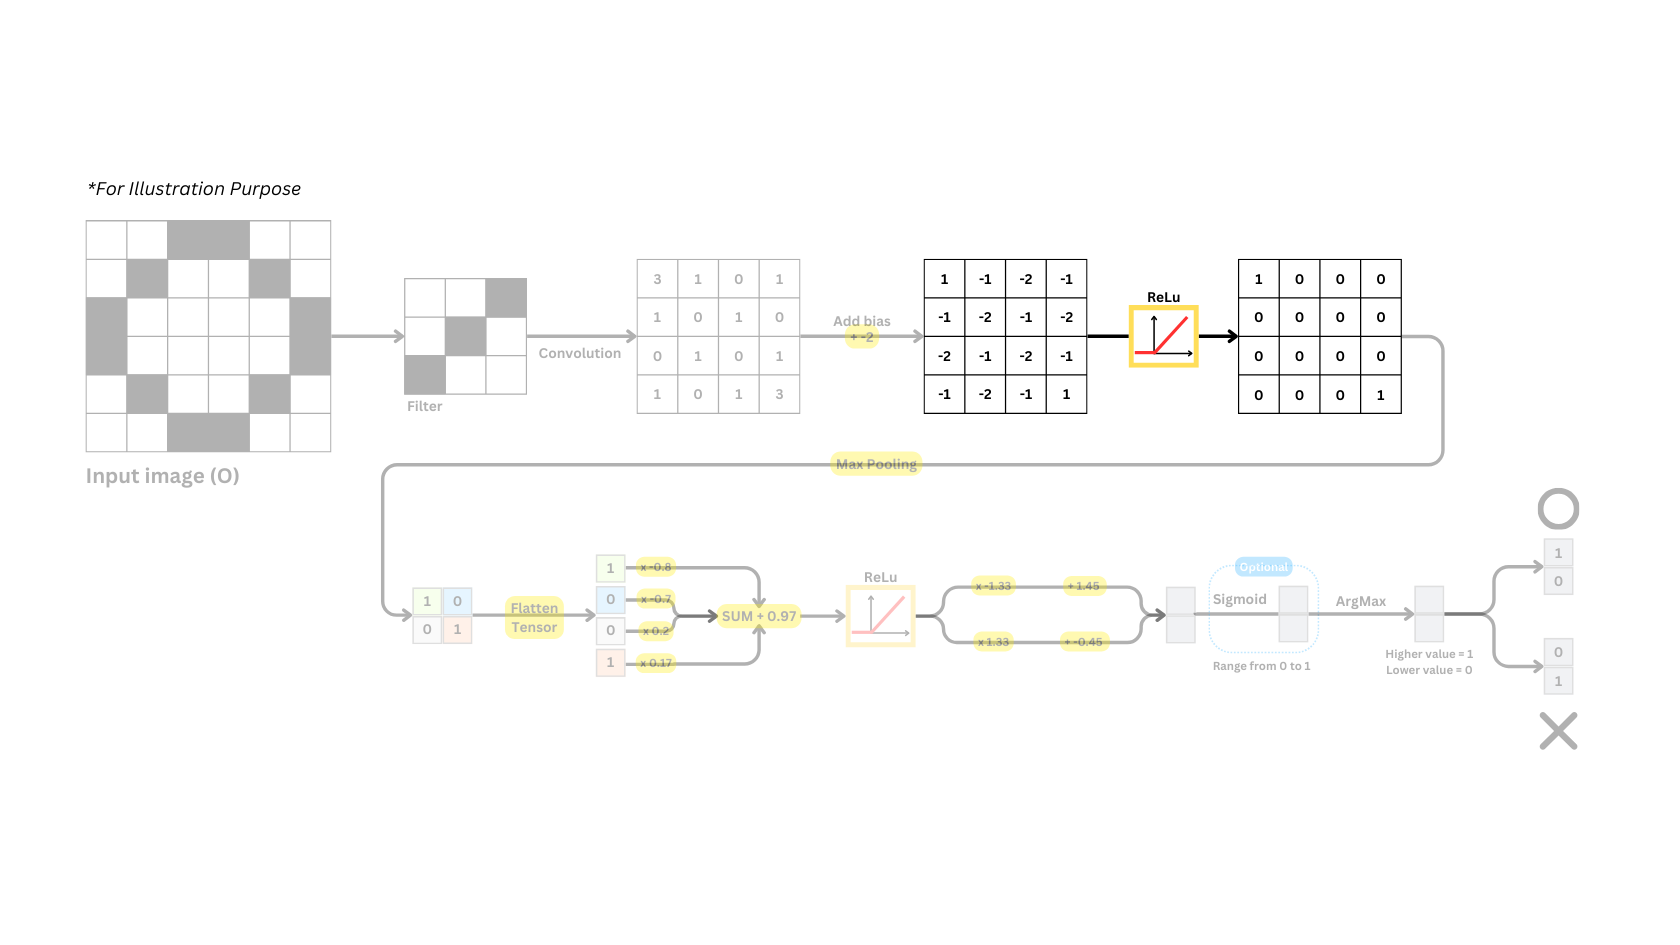 *For Illustration Purpose
Input image (O)
Filter
Convolution
3 1 0 1
1 0 1 0
0 1 0 1
1 0 1 3
Add bias
+ -2
1 -1 -2 -1
-1 -2 -1 -2
-2 -1 -2 -1
-1 -2 -1 1
ReLu
1 0 0 0
0 0 0 0
0 0 0 0
0 0 0 1
Max Pooling
1 0
0 1
Flatten
Tensor
1
0
0
1
x -0.8
x -0.7
x 0.2
x 0.17
SUM + 0.97
ReLu
x -1.33
+ 1.45
x 1.33
+ -0.45
Optional
Sigmoid
Range from 0 to 1
ArgMax
Higher value = 1
Lower value = 0
1
0
0
1